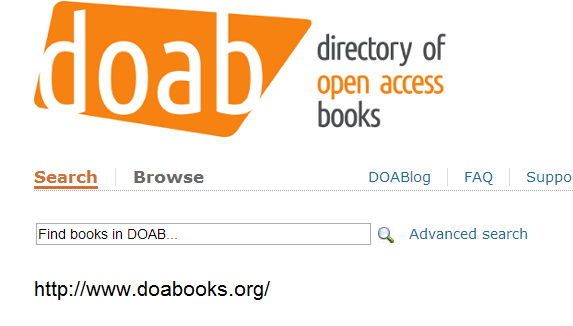 doab
directory of
open access
books
Search Browse DOABlog FAQ Suppo
Find books in DOAB... Advanced search
http://www.doabooks.org/